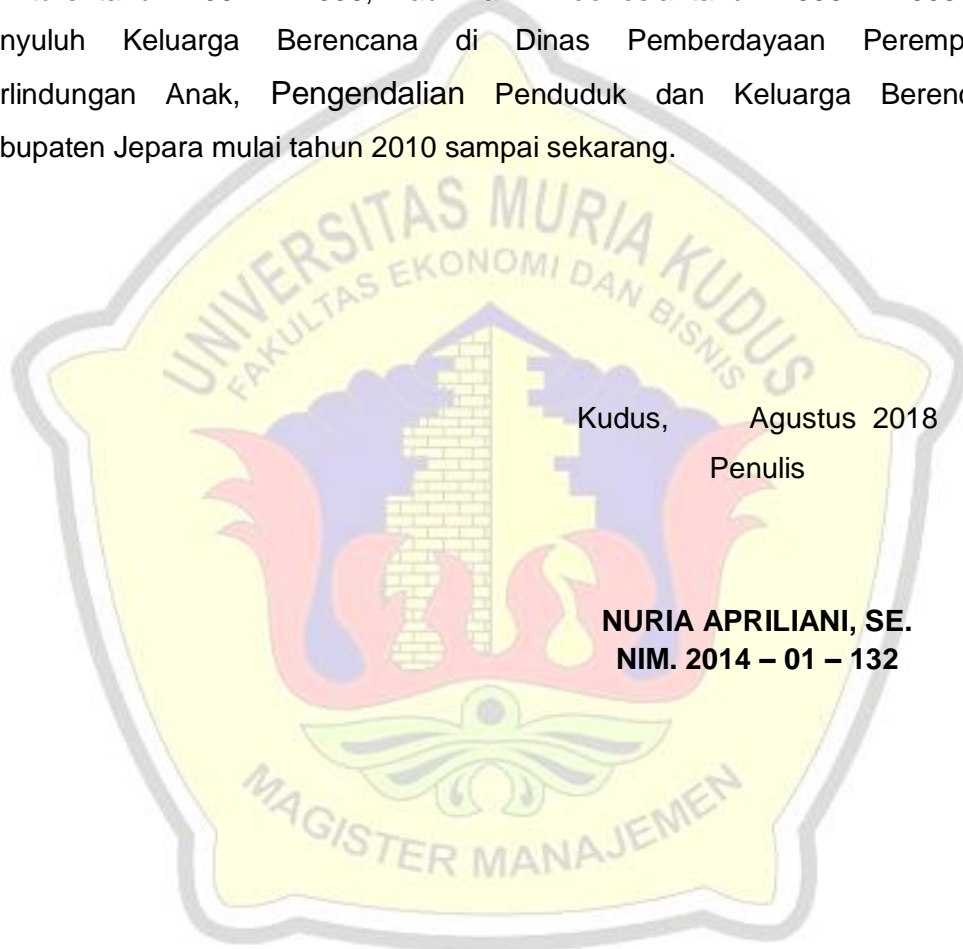 nyuluh Keluarga Berencana di Dinas Pemberdayaan Peremp
rlindungan Anak, Pengendalian Penduduk dan Keluarga Beren
bupaten Jepara mulai tahun 2010 sampai sekarang.
UNIVERSITAS MURIA KUDUS
FAKULTAS EKONOMI DAN BISNIS
Kudus, Agustus 2018
Penulis
NURIA APRILIANI, SE.
NIM. 2014 – 01 – 132
MAGISTER MANAJEMEN